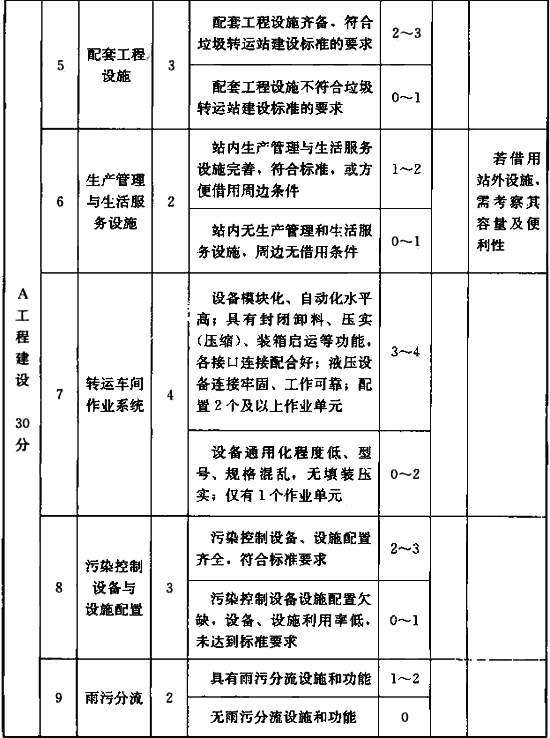 A
工
程
建
设
30
分
5
配套工程
设施
3
配套工程设施齐备，符合
垃圾转运站建设标准的要求
2～3
配套工程设施不符合垃圾
转运站建设标准的要求
0～1
6
生产管理
与生活服
务设施
2
站内生产管理与生活服务
设施完善，符合标准，或方
便借用周边条件
1～2
若借用
站外设施，
需考察其
容量及便
利性
站内无生产管理和生活服
务设施，周边无借用条件
0～1
7
转运车间
作业系统
4
设备模块化、自动化水平
高；具有封闭卸料、压实
（压缩）、装箱启运等功能，
各接口连接配合好；液压设
备连接牢固、工作可靠；配
置2个及以上作业单元
3～4
设备通用化程度低、型
号、规格混乱，无填装压
实；仅有1个作业单元
0～2
8
污染控制
设备与
设施配置
3
污染控制设备、设施配置
齐全，符合标准要求
2～3
污染控制设备设施配置欠
缺，设备、设施利用率低，
未达到标准要求
0～1
9
雨污分流
2
具有雨污分流设施和功能
1～2
无雨污分流设施和功能
0